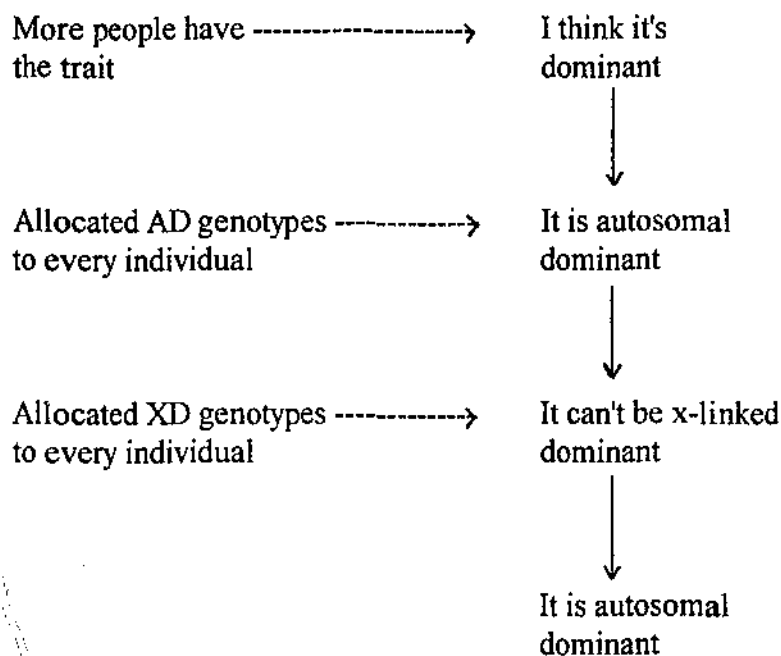 More people have -----------------------> I think it's
the trait dominant
Allocated AD genotypes -------------> It is autosomal
to every individual dominant
Allocated XD genotypes -------------> It can't be x-linked
to every individual dominant
It is autosomal
dominant